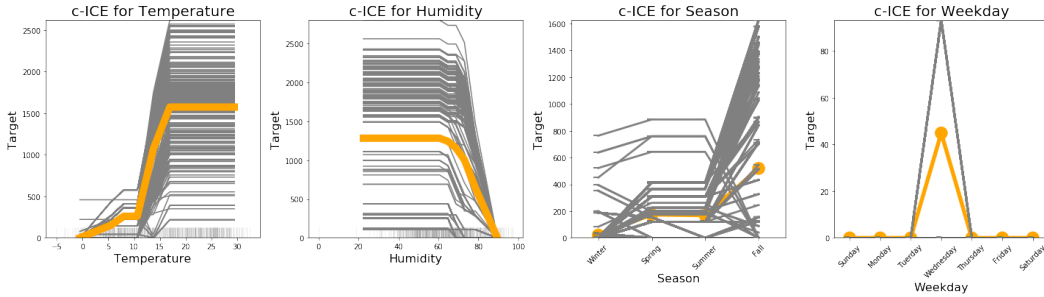 c-ICE for Temperature
2500
2000
1500
1000
500
0
Target
−5
0
5
10
15
20
25
30
Temperature
c-ICE for Humidity
2500
2000
1500
1000
500
0
Target
0
20
40
60
80
100
Humidity
c-ICE for Season
1600
1400
1200
1000
800
600
400
200
0
Target
Winter
Spring
Summer
Fall
Season
c-ICE for Weekday
80
60
40
20
0
Target
Sunday
Monday
Tuerday
Wednesday
Thursday
Friday
Saturday
Weekday